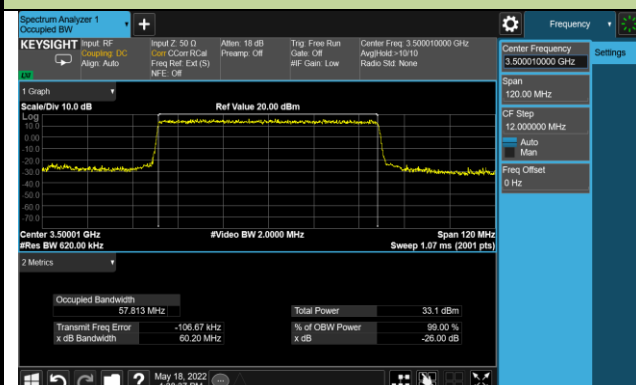 Spectrum Analyzer 1
Occupied BW
+
Frequency
KEYSIGHT
Input: RF
Coupling: DC
Align: Auto
Input Z: 50 Ω
Corr CCorr RCal
Freq Ref: Ext (S)
NFE: Off
Atten: 18 dB
Preamp: Off
Trig: Free Run
Gate: Off
#IF Gain: Low
Center Freq: 3.500010000 GHz
Avg|Hold:>10/10
Radio Std: None
Center Frequency
3.500010000 GHz
Settings
Span
120.00 MHz
CF Step
12.000000 MHz
Auto
Man
Freq Offset
0 Hz
1 Graph
Scale/Div 10.0 dB
Ref Value 20.00 dBm
Log
10.0
0.00
-10.0
-20.0
-30.0
-40.0
-50.0
-60.0
-70.0
Center 3.50001 GHz
#Video BW 2.0000 MHz
Span 120 MHz
#Res BW 620.00 kHz
Sweep 1.07 ms (2001 pts)
2 Metrics
Occupied Bandwidth
57.813 MHz
Total Power
33.1 dBm
Transmit Freq Error
-106.67 kHz
% of OBW Power
99.00 %
x dB Bandwidth
60.20 MHz
x dB
-26.00 dB
?
May 18, 2022